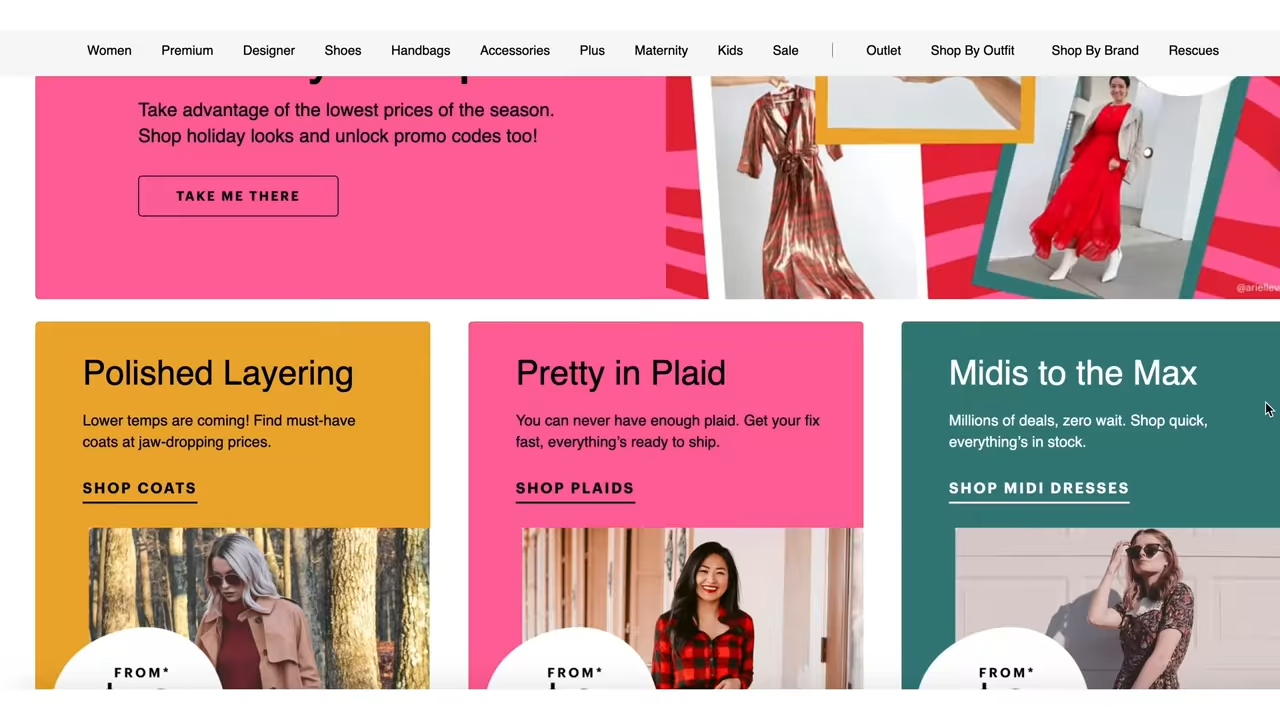 Women Premium Designer Shoes Handbags Accessories Plus Maternity Kids Sale | Outlet Shop By Outfit Shop By Brand Rescues
Take advantage of the lowest prices of the season.
Shop holiday looks and unlock promo codes too!
TAKE ME THERE
Polished Layering
Lower temps are coming! Find must-have
coats at jaw-dropping prices.
SHOP COATS
FROM*
Pretty in Plaid
You can never have enough plaid. Get your fix
fast, everything’s ready to ship.
SHOP PLAIDS
FROM*
Midis to the Max
Millions of deals, zero wait. Shop quick,
everything’s in stock.
SHOP MIDI DRESSES
FROM*